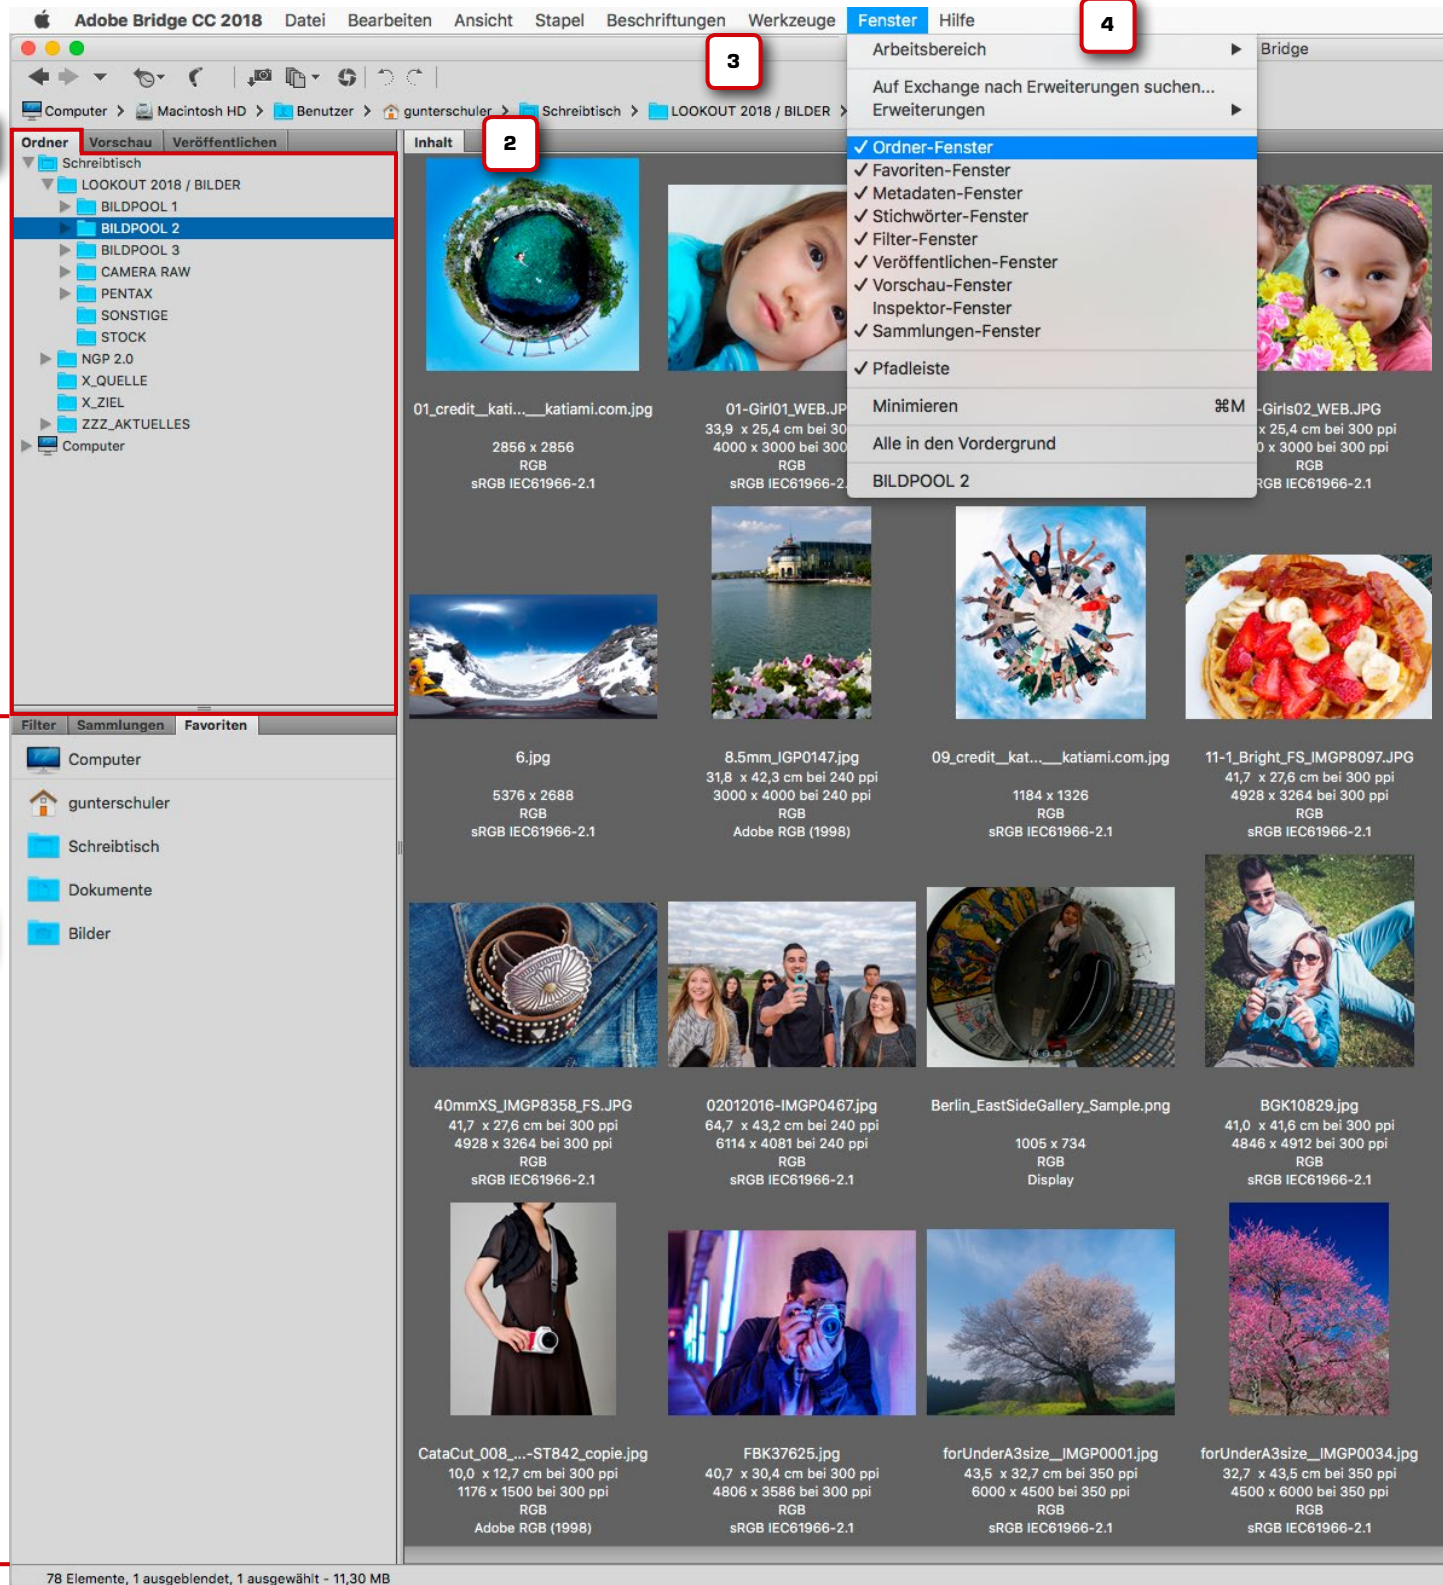 Adobe Bridge CC 2018 Datei Bearbeiten Ansicht Stapel Beschriftungen Werkzeuge Fenster Hilfe
4
3
Bridge
Computer Macintosh HD Benutzer gunterschuler Schreibtisch LOOKOUT 2018 / BILDER
2
Ordner Vorschau Veröffentlichen
Schreibtisch
LOOKOUT 2018 / BILDER
BILDPOOL 1
BILDPOOL 2
BILDPOOL 3
CAMERA RAW
PENTAX
SONSTIGE
STOCK
NGP 2.0
X_QUELLE
X_ZIEL
ZZZ_AKTUELLES
Computer
Filter Sammlungen Favoriten
Computer
gunterschuler
Schreibtisch
Dokumente
Bilder
Arbeitsbereich
Auf Exchange nach Erweiterungen suchen...
Erweiterungen
✓ Ordner-Fenster
✓ Favoriten-Fenster
✓ Metadaten-Fenster
✓ Stichwörter-Fenster
✓ Filter-Fenster
✓ Veröffentlichen-Fenster
✓ Vorschau-Fenster
Inspektor-Fenster
✓ Sammlungen-Fenster
✓ Pfadleiste
Minimieren ⌘M
Alle in den Vordergrund
BILDPOOL 2
Inhalt
01_credit__kati...___katiami.com.jpg
2856 x 2856
RGB
sRGB IEC61966-2.1
01-Girl01_WEB.JP
33,9 x 25,4 cm bei 30
4000 x 3000 bei 300
RGB
sRGB IEC61966-2.
-Girls02_WEB.JPG
x 25,4 cm bei 300 ppi
0 x 3000 bei 300 ppi
RGB
RGB IEC61966-2.1
6.jpg
5376 x 2688
RGB
sRGB IEC61966-2.1
8.5mm_IGP0147.jpg
31,8 x 42,3 cm bei 240 ppi
3000 x 4000 bei 240 ppi
RGB
Adobe RGB (1998)
09_credit__kat...___katiami.com.jpg
1184 x 1326
RGB
sRGB IEC61966-2.1
11-1_Bright_FS_IMGP8097.JPG
41,7 x 27,6 cm bei 300 ppi
4928 x 3264 bei 300 ppi
RGB
sRGB IEC61966-2.1
40mmXS_IMGP8358_FS.JPG
41,7 x 27,6 cm bei 300 ppi
4928 x 3264 bei 300 ppi
RGB
sRGB IEC61966-2.1
02012016-IMGP0467.jpg
64,7 x 43,2 cm bei 240 ppi
6114 x 4081 bei 240 ppi
RGB
sRGB IEC61966-2.1
Berlin_EastSideGallery_Sample.png
1005 x 734
RGB
Display
BGK10829.jpg
41,0 x 41,6 cm bei 300 ppi
4846 x 4912 bei 300 ppi
RGB
sRGB IEC61966-2.1
CataCut_008_...-ST842_copie.jpg
10,0 x 12,7 cm bei 300 ppi
1176 x 1500 bei 300 ppi
RGB
Adobe RGB (1998)
FBK37625.jpg
40,7 x 30,4 cm bei 300 ppi
4806 x 3586 bei 300 ppi
RGB
sRGB IEC61966-2.1
forUnderA3size__IMGP0001.jpg
43,5 x 32,7 cm bei 350 ppi
6000 x 4500 bei 350 ppi
RGB
sRGB IEC61966-2.1
forUnderA3size__IMGP0034.jpg
32,7 x 43,5 cm bei 350 ppi
4500 x 6000 bei 350 ppi
RGB
sRGB IEC61966-2.1
78 Elemente, 1 ausgeblendet, 1 ausgewählt - 11,30 MB